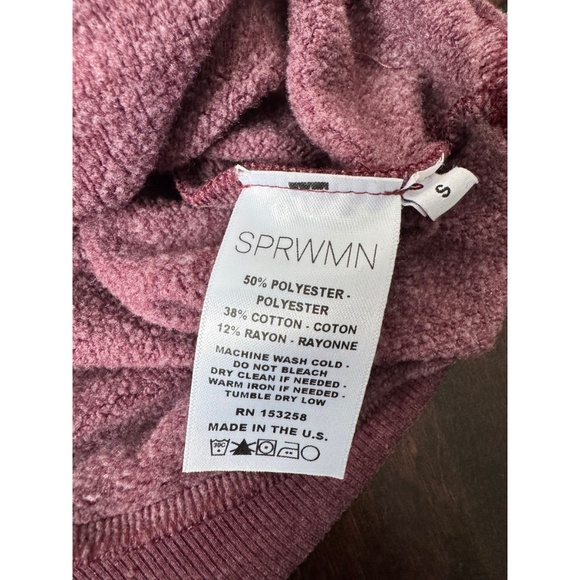 SPRWMN
50% POLYESTER -
POLYESTER
38% COTTON - COTON
12% RAYON - RAYONNE
MACHINE WASH COLD -
DO NOT BLEACH
DRY CLEAN IF NEEDED -
WARM IRON IF NEEDED -
TUMBLE DRY LOW
RN 153258
MADE IN THE U.S.
30C
S